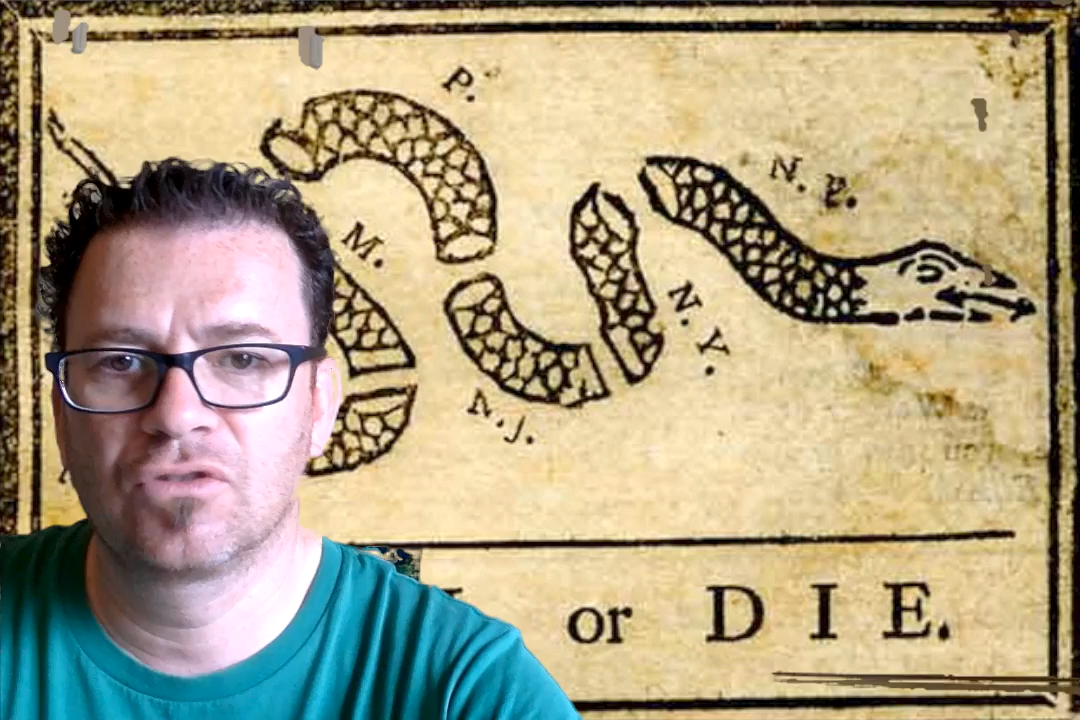 P.
N. E.
M.
N. Y.
N. J.
or DIE.